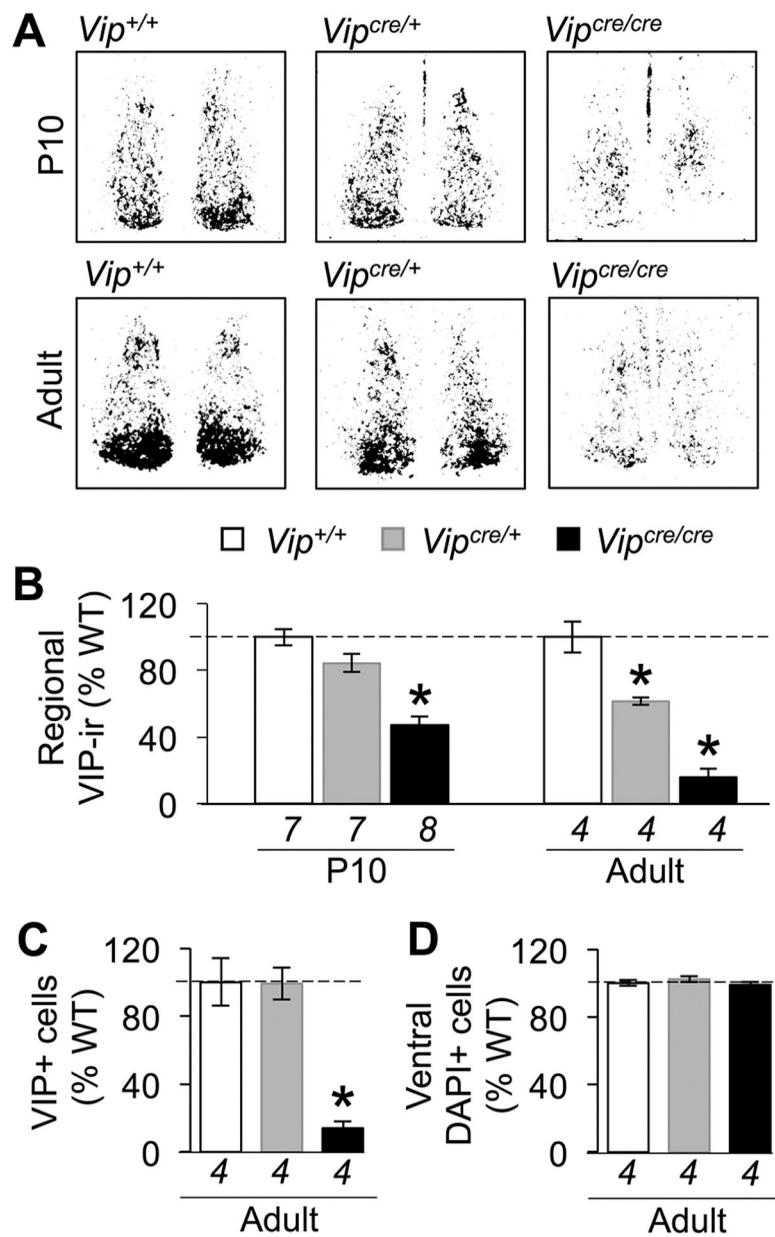 A
Vip+/+ Vipcre/+ Vipcre/cre
P10
Vip+/+ Vipcre/+ Vipcre/cre
Adult
Vip+/+ Vipcre/+ Vipcre/cre
B
Regional
VIP-ir (% WT)
120
80
40
0
* * *
7 7 8 4 4 4
P10 Adult
C
VIP+ cells
(% WT)
120
80
40
0
*
4 4 4
Adult
D
Ventral
DAPI+ cells
(% WT)
120
80
40
0
4 4 4
Adult